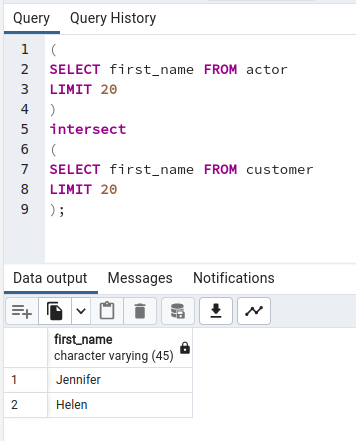 Query Query History
1 (
2 SELECT first_name FROM actor
3 LIMIT 20
4 )
5 intersect
6 (
7 SELECT first_name FROM customer
8 LIMIT 20
9 );
Data output Messages Notifications
first_name
character varying (45)
1 Jennifer
2 Helen